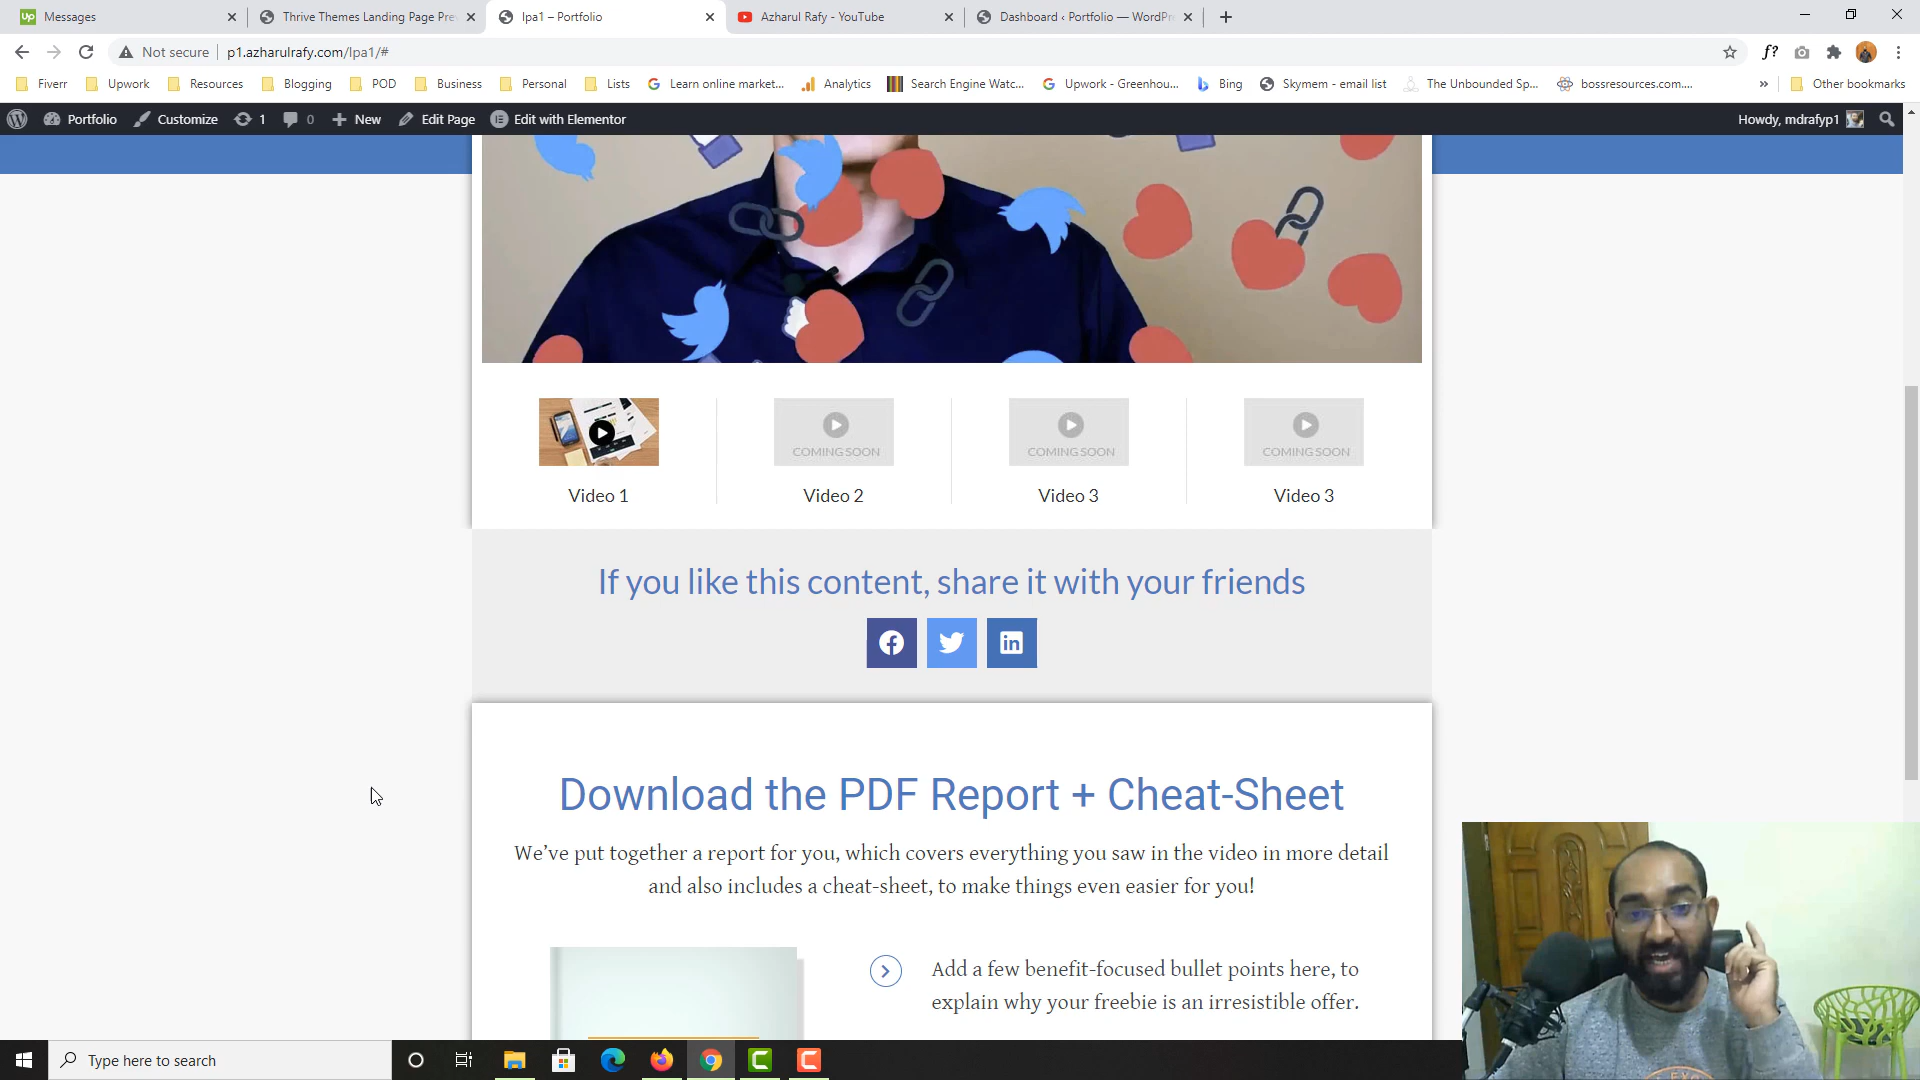 Up Messages
Thrive Themes Landing Page Prev
lpa1 – Portfolio
Azharul Rafy - YouTube
Dashboard ‹ Portfolio — WordPr
Not secure
p1.azharulrafy.com/lpa1/#
f?
Fiverr
Upwork
Resources
Blogging
POD
Business
Personal
Lists
Learn online market...
Analytics
Search Engine Watc...
Upwork - Greenhou...
Bing
Skymem - email list
The Unbounded Sp...
bossresources.com....
»
Other bookmarks
Portfolio
Customize
1
0
New
Edit Page
Edit with Elementor
Howdy, mdrafyp1
COMING SOON
COMING SOON
COMING SOON
Video 1
Video 2
Video 3
Video 3
If you like this content, share it with your friends
in
Download the PDF Report + Cheat-Sheet
We've put together a report for you, which covers everything you saw in the video in more detail
and also includes a cheat-sheet, to make things even easier for you!
Add a few benefit-focused bullet points here, to
explain why your freebie is an irresistible offer.
Type here to search